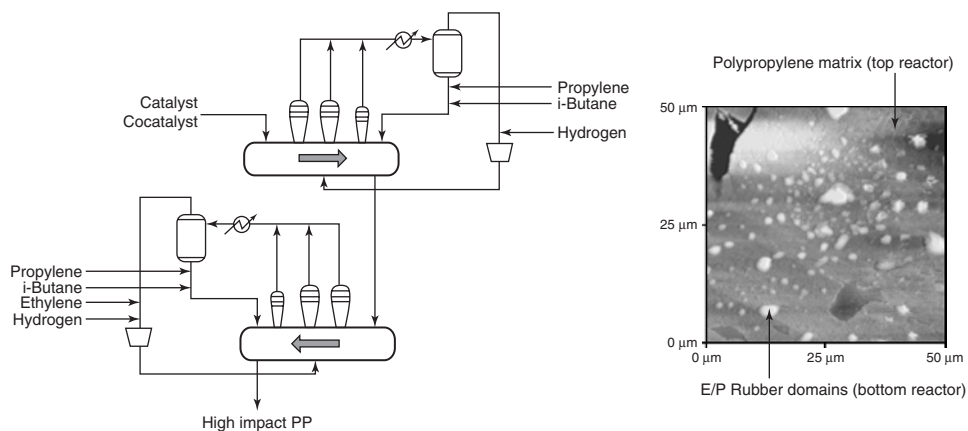 Catalyst
Cocatalyst
Propylene
i-Butane
Hydrogen
Propylene
i-Butane
Ethylene
Hydrogen
High impact PP
Polypropylene matrix (top reactor)
50 μm
25 μm
0 μm
0 μm
25 μm
50 μm
E/P Rubber domains (bottom reactor)